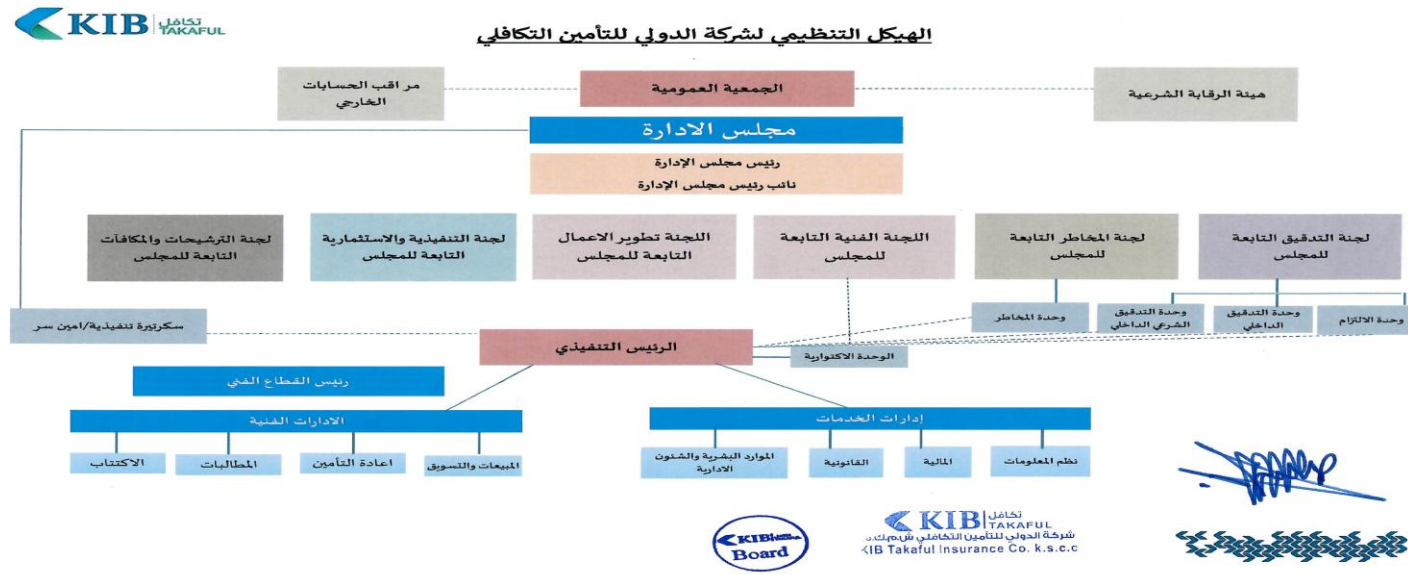 KIB تكافل
TAKAFUL
الهيكل التنظيمي لشركة الدولي للتأمين التكافلي
هيئة الرقابة الشرعية
الجمعية العمومية
مراقب الحسابات
الخارجي
مجلس الادارة
رئيس مجلس الإدارة
نائب رئيس مجلس الإدارة
لجنة التدقيق التابعة
للمجلس
لجنة المخاطر التابعة
للمجلس
اللجنة الفنية التابعة
للمجلس
اللجنة تطوير الاعمال
التابعة للمجلس
لجنة التنفيذية والاستثمارية
التابعة للمجلس
لجنة الترشيحات والمكافآت
التابعة للمجلس
وحدة الالتزام
وحدة التدقيق
الداخلي
وحدة التدقيق
الشرعي الداخلي
وحدة المخاطر
سكرتيرة تنفيذية/امين سر
الرئيس التنفيذي
الوحدة الاكتوارية
رئيس القطاع الفني
إدارات الخدمات
الادارات الفنية
نظم المعلومات
المالية
القانونية
الموارد البشرية والشئون
الادارية
المبيعات والتسويق
اعادة التأمين
المطالبات
الاكتتاب
KIB
Board
KIB تكافل
TAKAFUL
شركة الدولي للتأمين التكافلي ش.م.ك.م
KIB Takaful Insurance Co. k.s.c.c